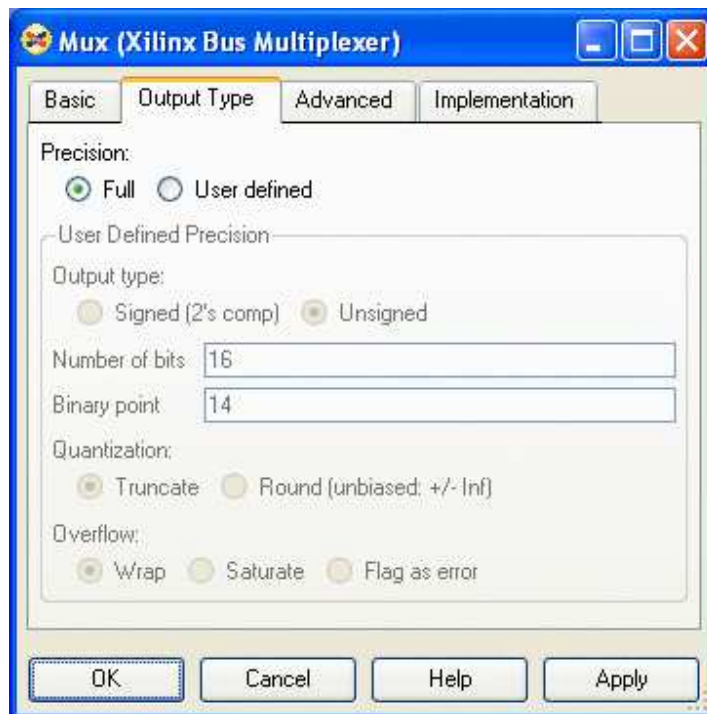 Mux (Xilinx Bus Multiplexer)
Basic Output Type Advanced Implementation
Precision:
Full User defined
User Defined Precision
Output type:
Signed (2's comp) Unsigned
Number of bits 16
Binary point 14
Quantization:
Truncate Round (unbiased: +/- Inf)
Overflow:
Wrap Saturate Flag as error
OK Cancel Help Apply